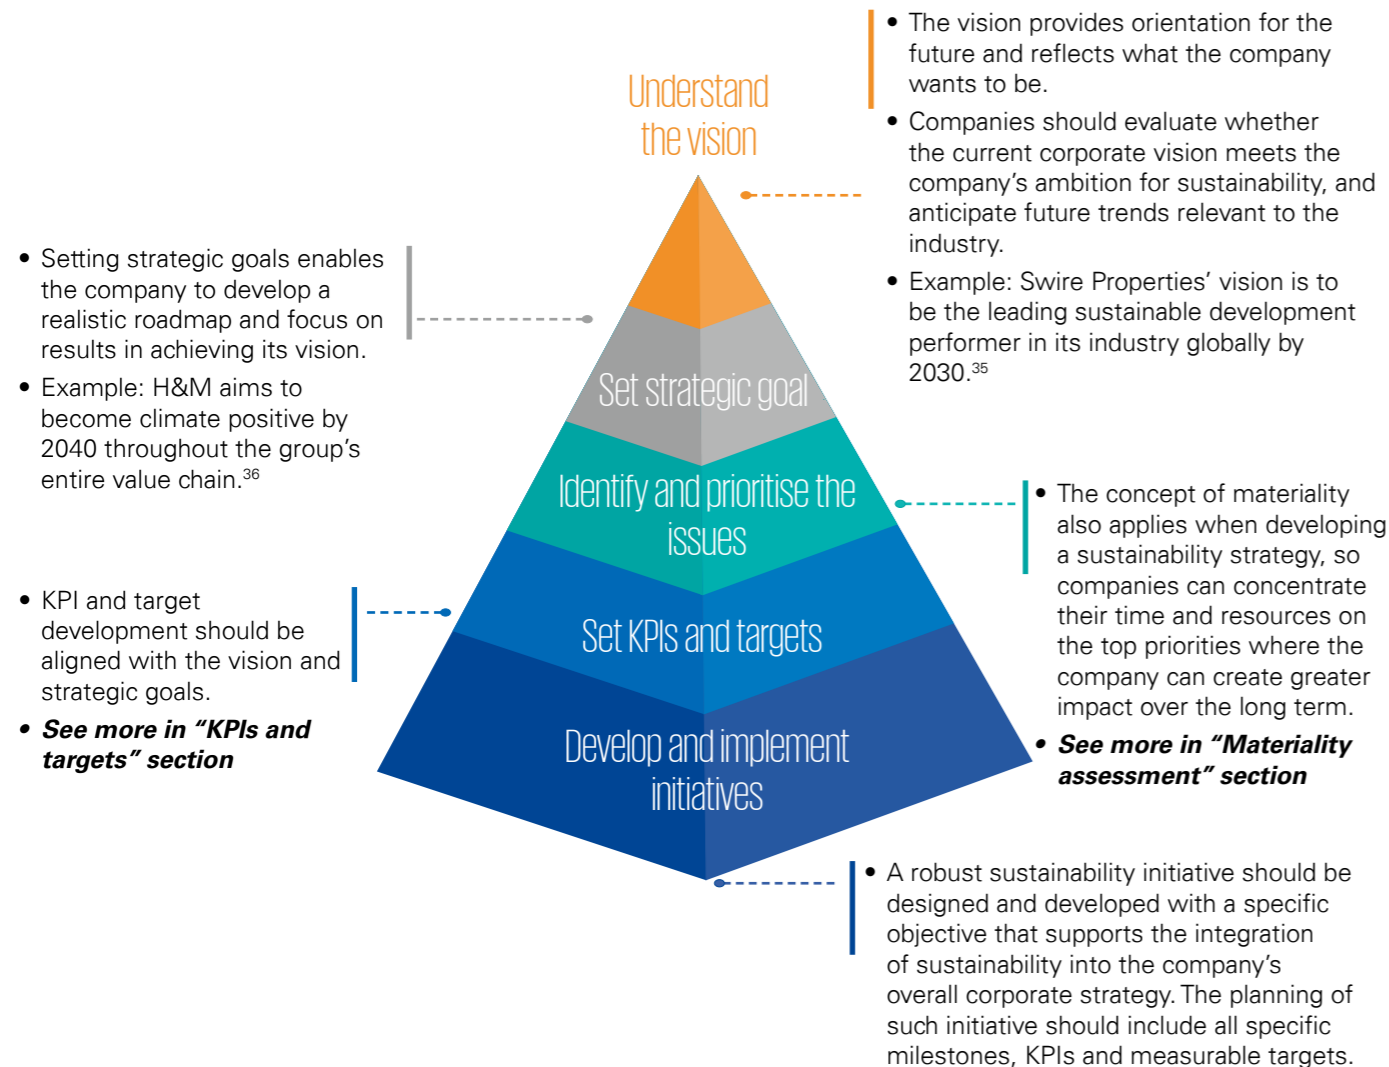 Understand
the vision
• The vision provides orientation for the
future and reflects what the company
wants to be.
• Companies should evaluate whether
the current corporate vision meets the
company’s ambition for sustainability, and
anticipate future trends relevant to the
industry.
• Example: Swire Properties’ vision is to
be the leading sustainable development
performer in its industry globally by
2030.³⁵
Set strategic goal
• Setting strategic goals enables
the company to develop a
realistic roadmap and focus on
results in achieving its vision.
• Example: H&M aims to
become climate positive by
2040 throughout the group’s
entire value chain.³⁶
Identify and prioritise the
issues
• The concept of materiality
also applies when developing
a sustainability strategy, so
companies can concentrate
their time and resources on
the top priorities where the
company can create greater
impact over the long term.
• See more in “Materiality
assessment” section
Set KPIs and targets
• KPI and target
development should be
aligned with the vision and
strategic goals.
• See more in “KPIs and
targets” section
Develop and implement
initiatives
• A robust sustainability initiative should be
designed and developed with a specific
objective that supports the integration
of sustainability into the company’s
overall corporate strategy. The planning of
such initiative should include all specific
milestones, KPIs and measurable targets.